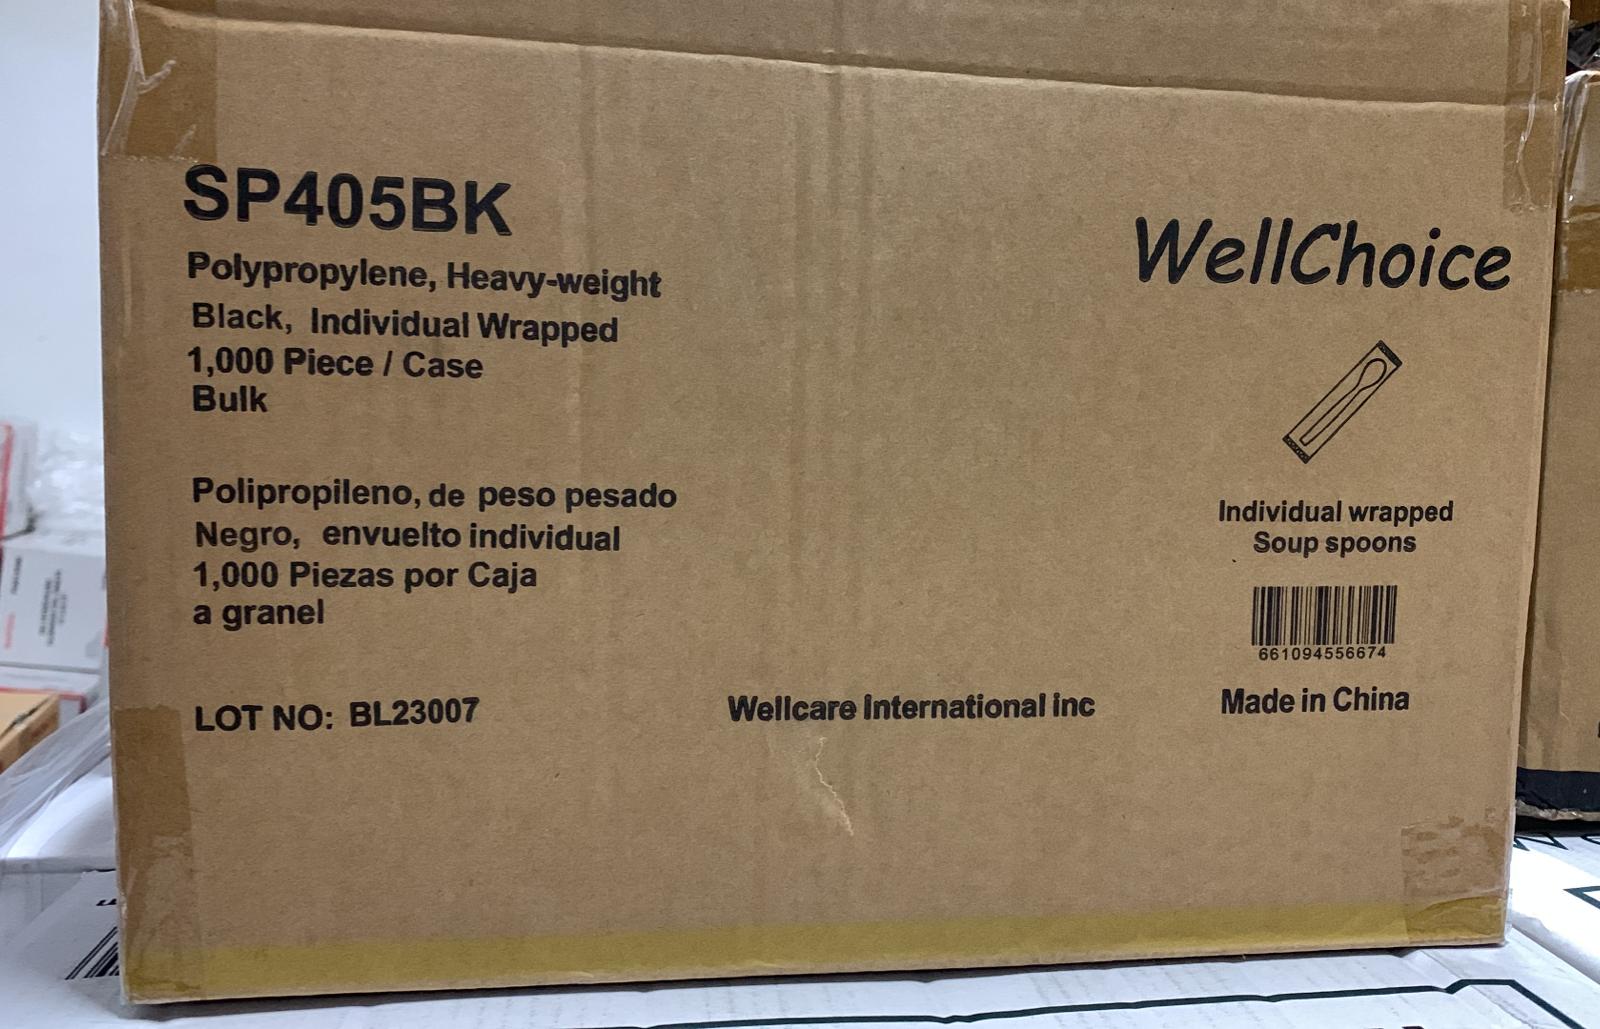 SP405BK
Polypropylene, Heavy-weight
Black, Individual Wrapped
1,000 Piece / Case
Bulk
Polipropileno, de peso pesado
Negro, envuelto individual
1,000 Piezas por Caja
a granel
LOT NO: BL23007
Wellcare International Inc
WellChoice
Individual wrapped
Soup spoons
661094556674
Made in China